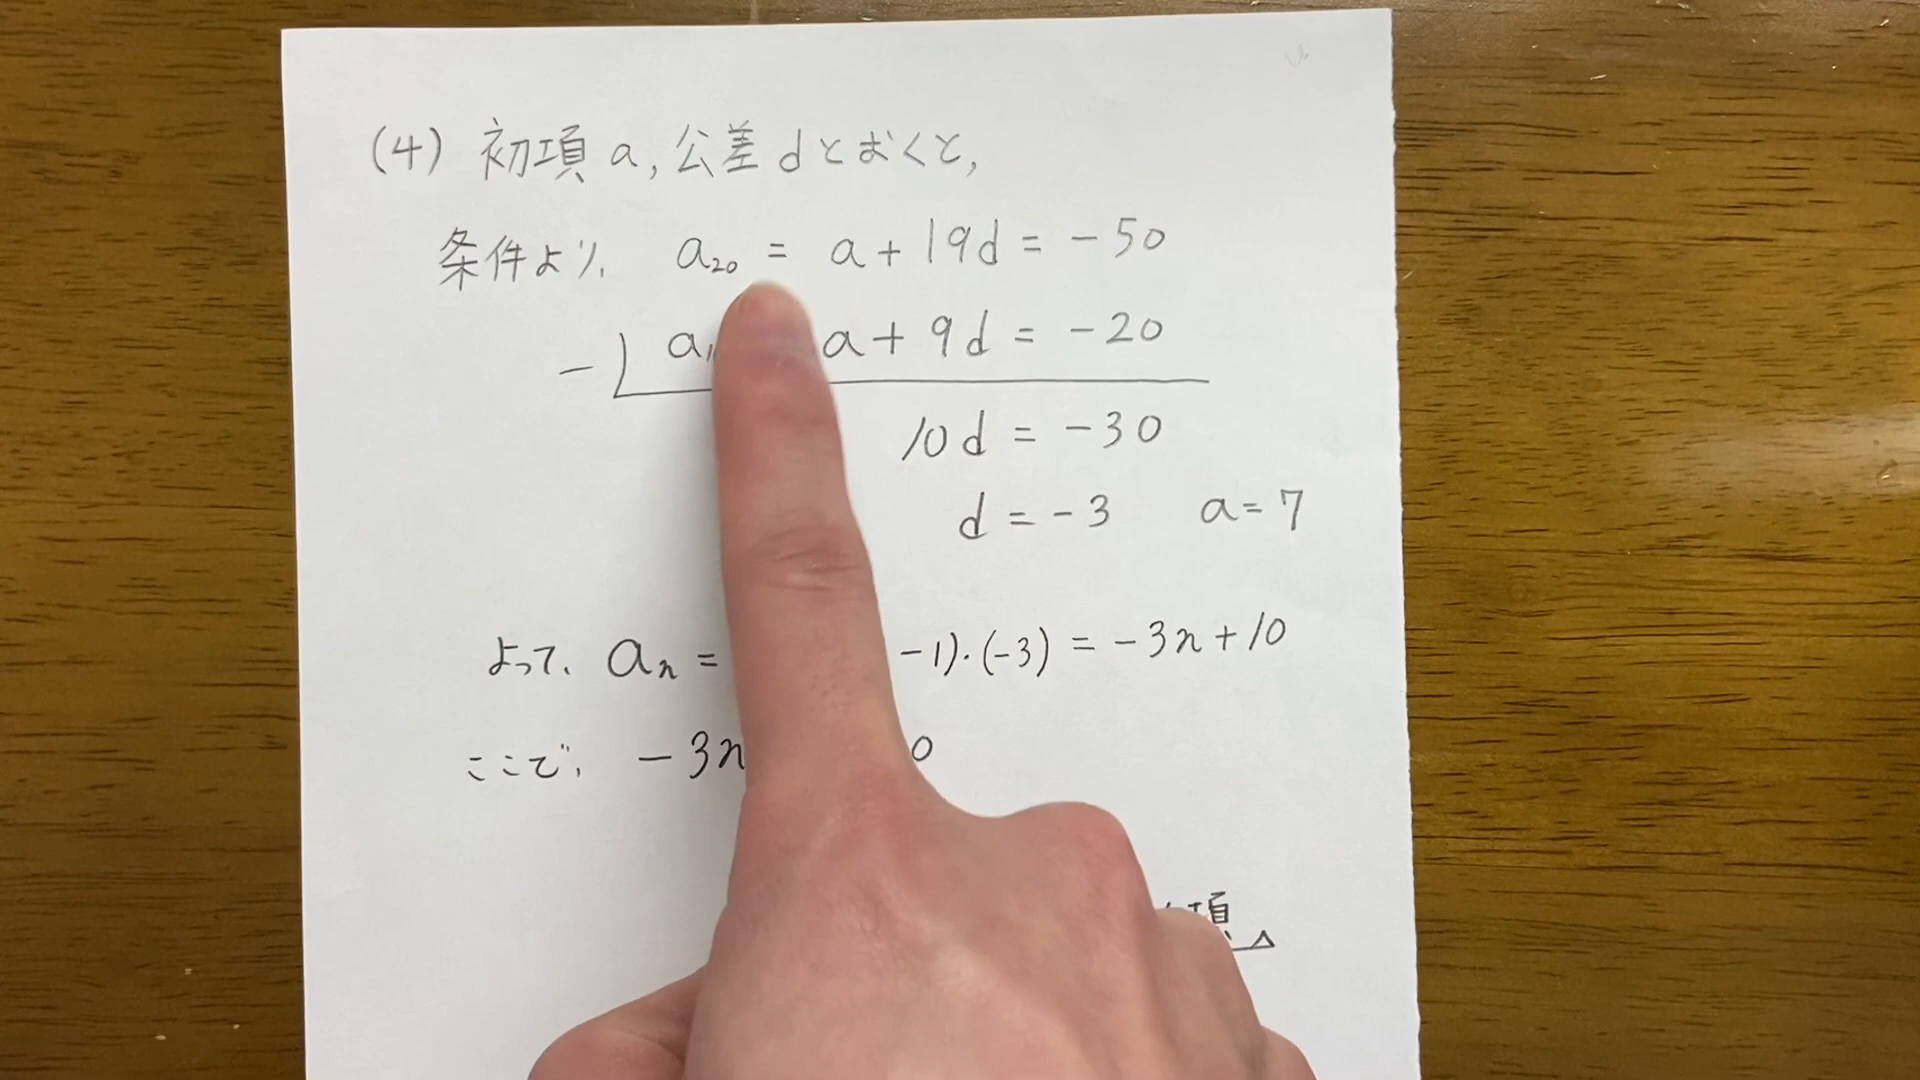 (4) 初項 a, 公差 d とおくと,
条件より, a₂₀ = a + 19d = -50
-) a₁ a + 9d = -20
10d = -30
d = -3 a = 7
よって, aₙ = -1)·(-3) = -3n + 10
ここで, -3n 0
項